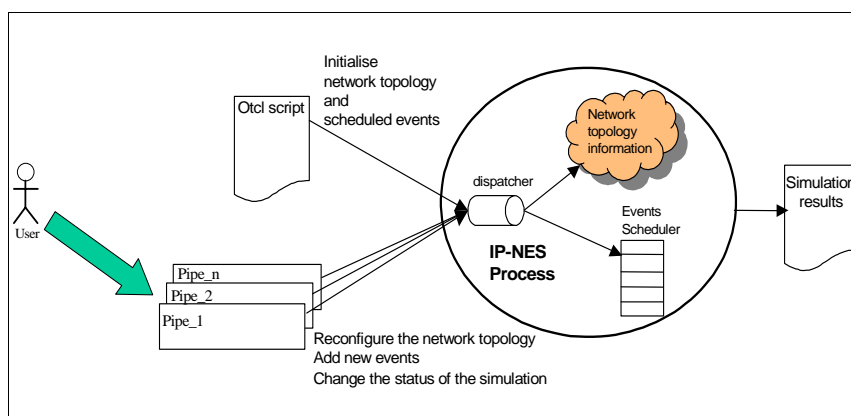 Initialise
network topology
and
scheduled events
Otcl script
Network
topology
information
dispatcher
Simulation
results
User
Events
Scheduler
IP-NES
Process
Pipe_n
Pipe_2
Pipe_1
Reconfigure the network topology
Add new events
Change the status of the simulation